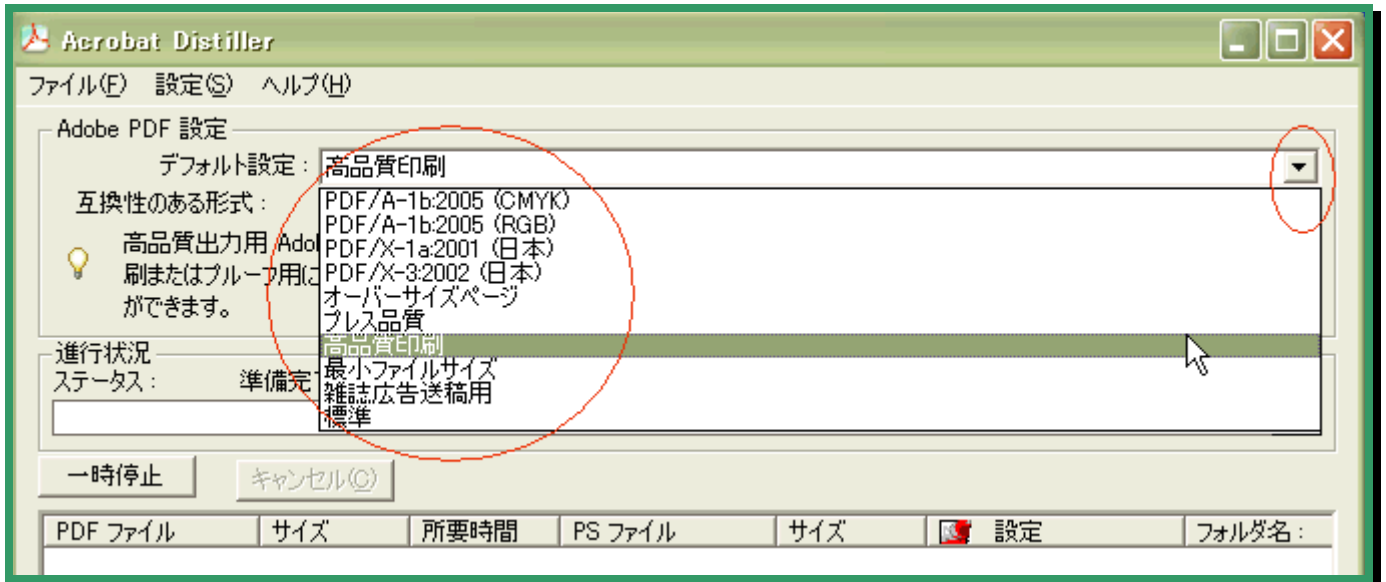 Acrobat Distiller
ファイル(F) 設定(S) ヘルプ(H)
Adobe PDF 設定
デフォルト設定 : 高品質印刷
互換性のある形式 :
高品質出力用 Adob
刷またはプルーフ用に
ができます。
PDF/A-1b:2005 (CMYK)
PDF/A-1b:2005 (RGB)
PDF/X-1a:2001 (日本)
PDF/X-3:2002 (日本)
オーバーサイズページ
プレス品質
高品質印刷
最小ファイルサイズ
雑誌広告送稿用
標準
進行状況
ステータス : 準備完
一時停止 キャンセル(C)
PDF ファイル サイズ 所要時間 PS ファイル サイズ 設定 フォルダ名 :